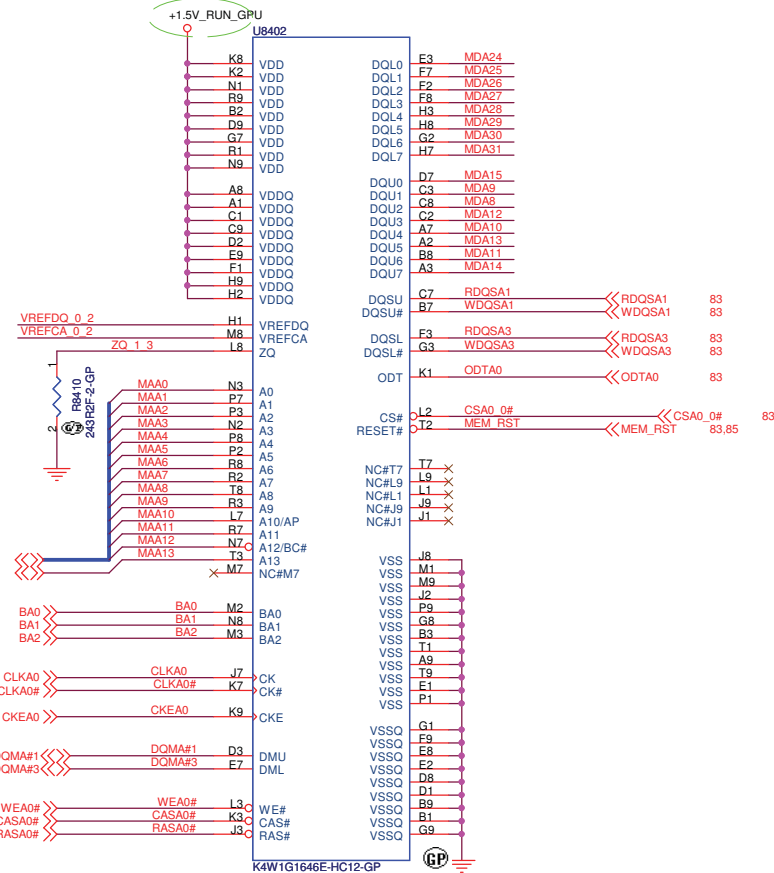 +1.5V_RUN_GPU
U8402
K8 VDD
K2 VDD
N1 VDD
R9 VDD
B2 VDD
D9 VDD
G7 VDD
R1 VDD
N9 VDD
A8 VDDQ
A1 VDDQ
C1 VDDQ
C9 VDDQ
D2 VDDQ
E9 VDDQ
F1 VDDQ
H9 VDDQ
H2 VDDQ
VREFDQ_0_2 H1 VREFDQ
VREFCA_0_2 M8 VREFCA
ZQ_1_3 L8 ZQ
1
R8410
243R2F-2-GP
2
MAA0 N3 A0
MAA1 P7 A1
MAA2 P3 A2
MAA3 N2 A3
MAA4 P8 A4
MAA5 P2 A5
MAA6 R8 A6
MAA7 R2 A7
MAA8 T8 A8
MAA9 R3 A9
MAA10 L7 A10/AP
MAA11 R7 A11
MAA12 N7 A12/BC#
MAA13 T3 A13
M7 NC#M7
BA0 BA0 M2 BA0
BA1 BA1 N8 BA1
BA2 BA2 M3 BA2
CLKA0 CLKA0 J7 CK
CLKA0# CLKA0# K7 CK#
CKEA0 CKEA0 K9 CKE
DQMA#1 DQMA#1 D3 DMU
DQMA#3 DQMA#3 E7 DML
WEA0# WEA0# L3 WE#
CASA0# CASA0# K3 CAS#
RASA0# RASA0# J3 RAS#
DQL0 E3 MDA24
DQL1 F7 MDA25
DQL2 F2 MDA26
DQL3 F8 MDA27
DQL4 H3 MDA28
DQL5 H8 MDA29
DQL6 G2 MDA30
DQL7 H7 MDA31
DQU0 D7 MDA15
DQU1 C3 MDA9
DQU2 C8 MDA8
DQU3 C2 MDA12
DQU4 A7 MDA10
DQU5 A2 MDA13
DQU6 B8 MDA11
DQU7 A3 MDA14
DQSU C7 RDQSA1 RDQSA1 83
DQSU# B7 WDQSA1 WDQSA1 83
DQSL F3 RDQSA3 RDQSA3 83
DQSL# G3 WDQSA3 WDQSA3 83
ODT K1 ODTA0 ODTA0 83
CS# L2 CSA0_0# CSA0_0# 83
RESET# T2 MEM_RST MEM_RST 83,85
NC#T7 T7
NC#L9 L9
NC#L1 L1
NC#J9 J9
NC#J1 J1
VSS J8
VSS M1
VSS M9
VSS J2
VSS P9
VSS G8
VSS B3
VSS T1
VSS A9
VSS T9
VSS E1
VSS P1
VSSQ G1
VSSQ F9
VSSQ E8
VSSQ E2
VSSQ D8
VSSQ D1
VSSQ B9
VSSQ B1
VSSQ G9
GP
K4W1G1646E-HC12-GP